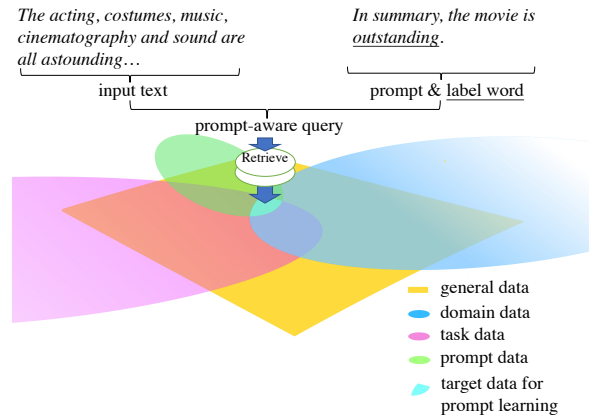 The acting, costumes, music,
cinematography and sound are
all astounding…
In summary, the movie is
outstanding.
input text
prompt & label word
prompt-aware query
Retrieve
general data
domain data
task data
prompt data
target data for
prompt learning